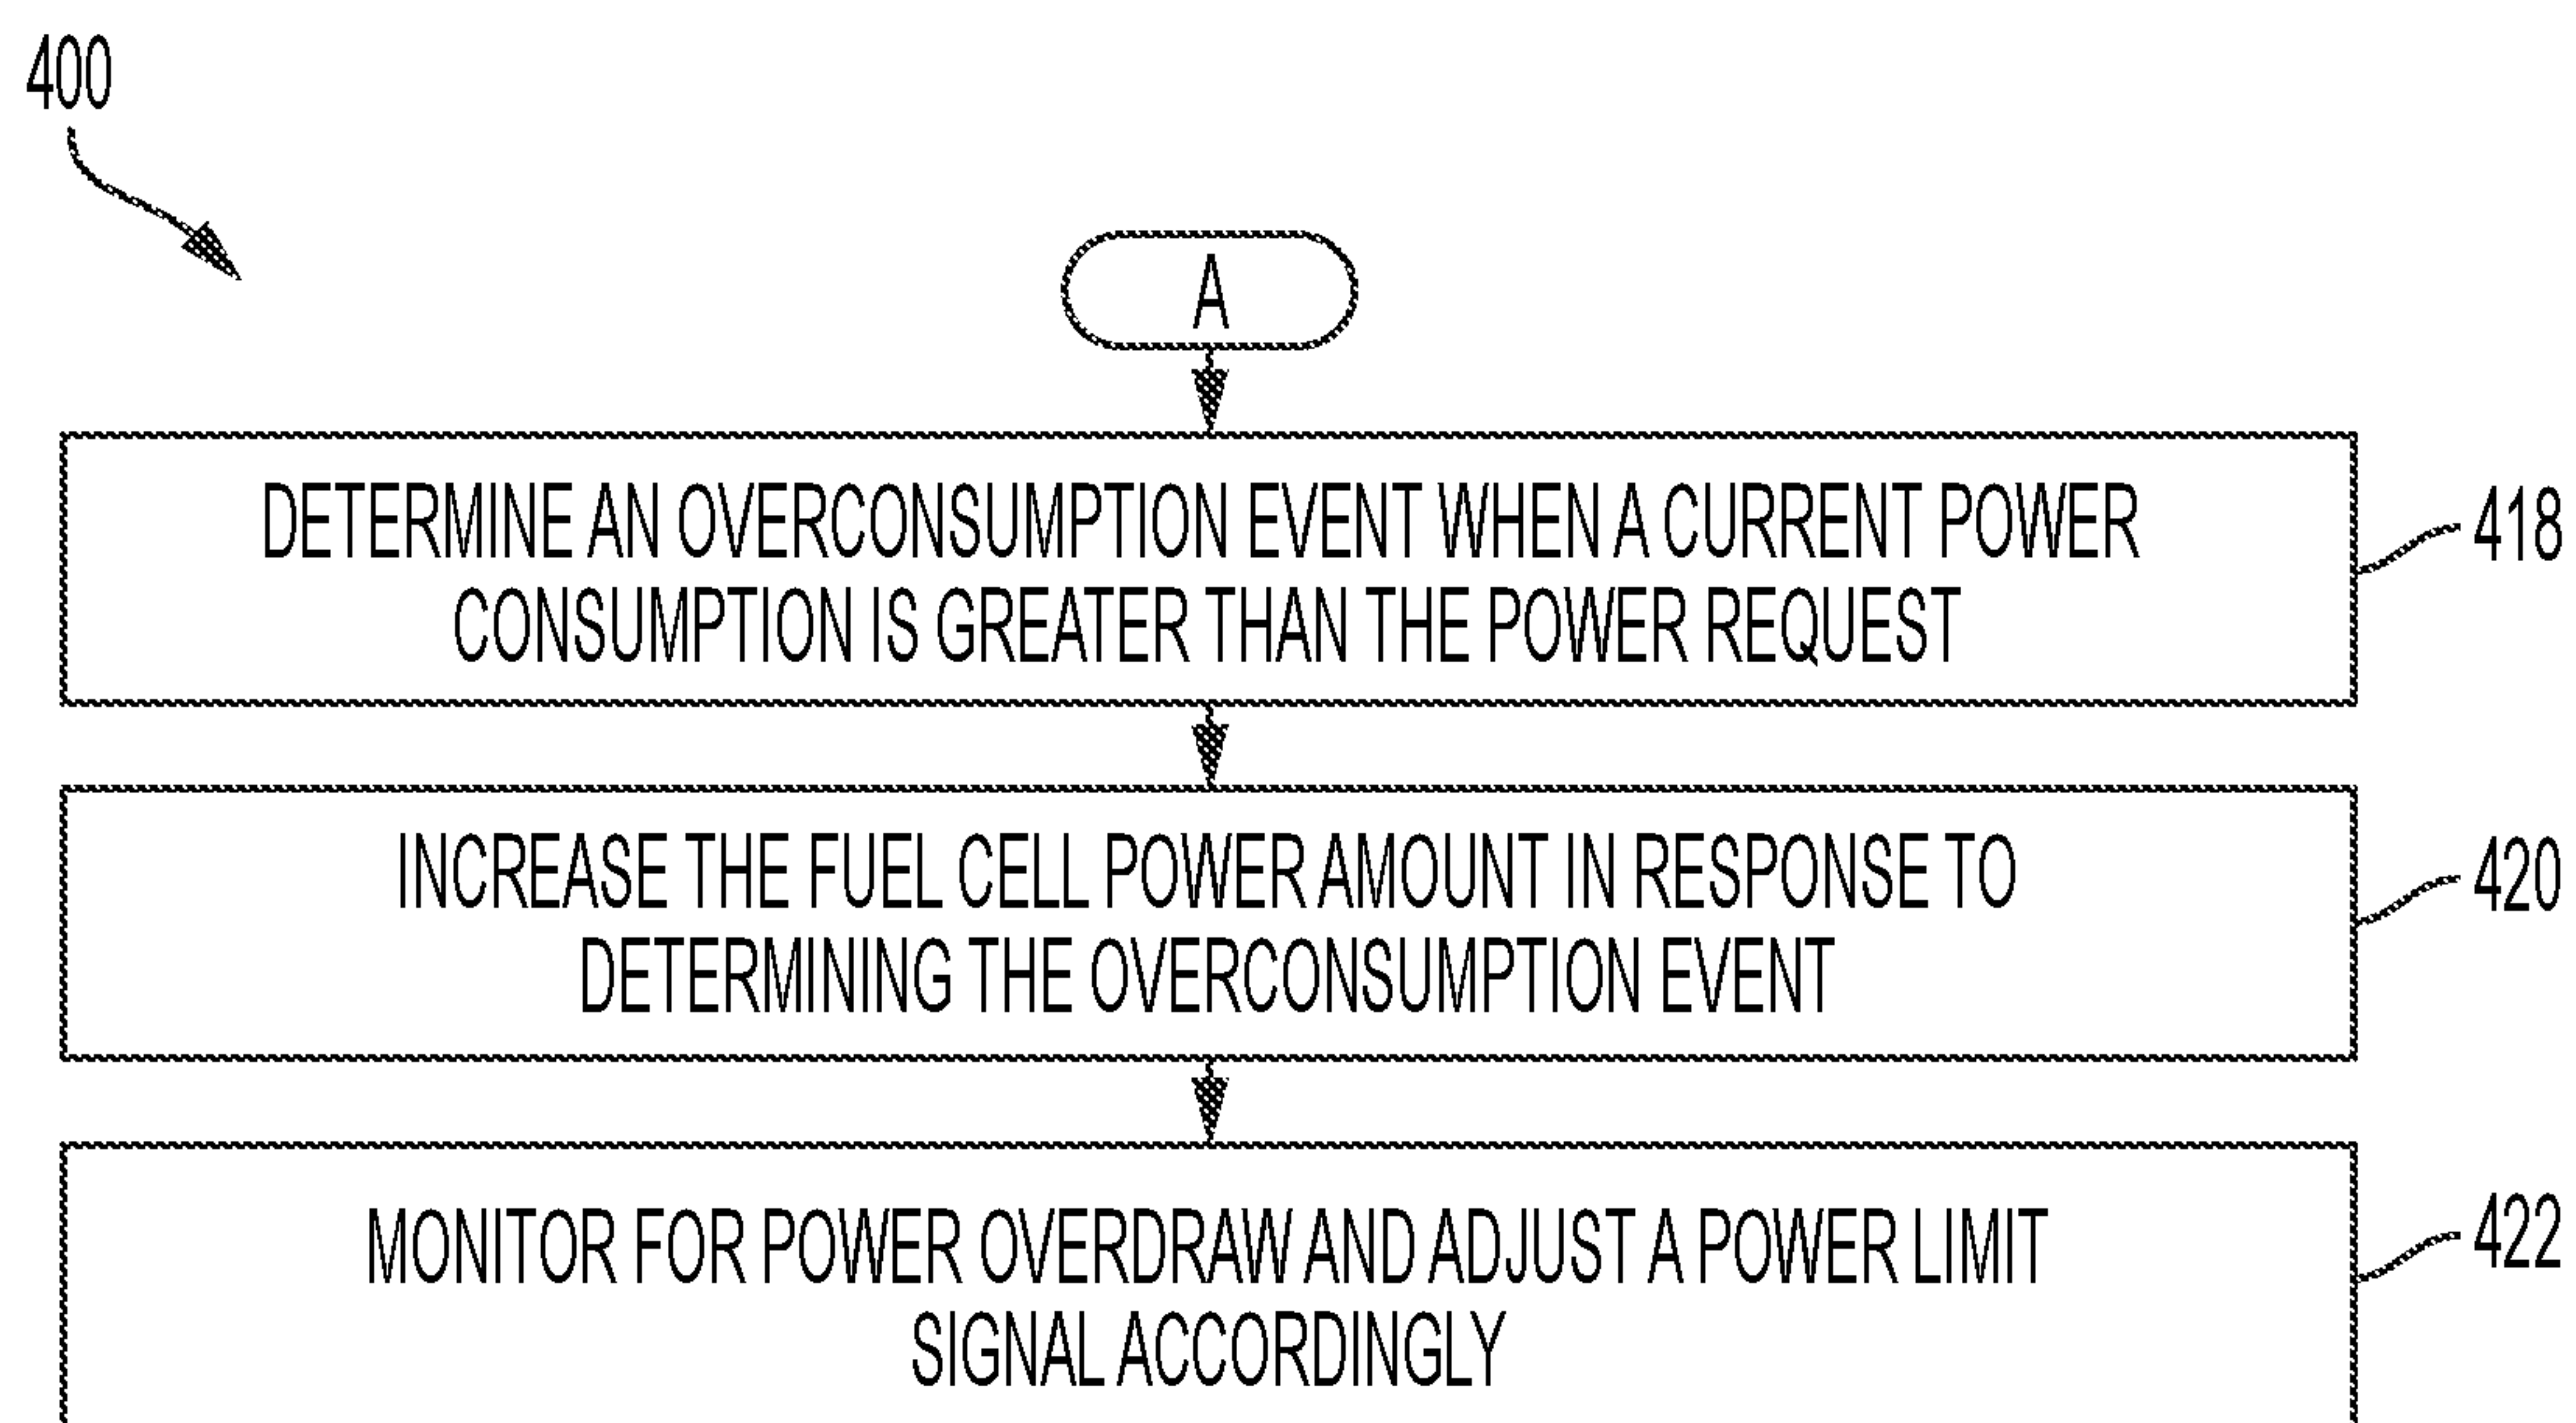 400
A
DETERMINE AN OVERCONSUMPTION EVENT WHEN A CURRENT POWER
CONSUMPTION IS GREATER THAN THE POWER REQUEST
418
INCREASE THE FUEL CELL POWER AMOUNT IN RESPONSE TO
DETERMINING THE OVERCONSUMPTION EVENT
420
MONITOR FOR POWER OVERDRAW AND ADJUST A POWER LIMIT
SIGNAL ACCORDINGLY
422